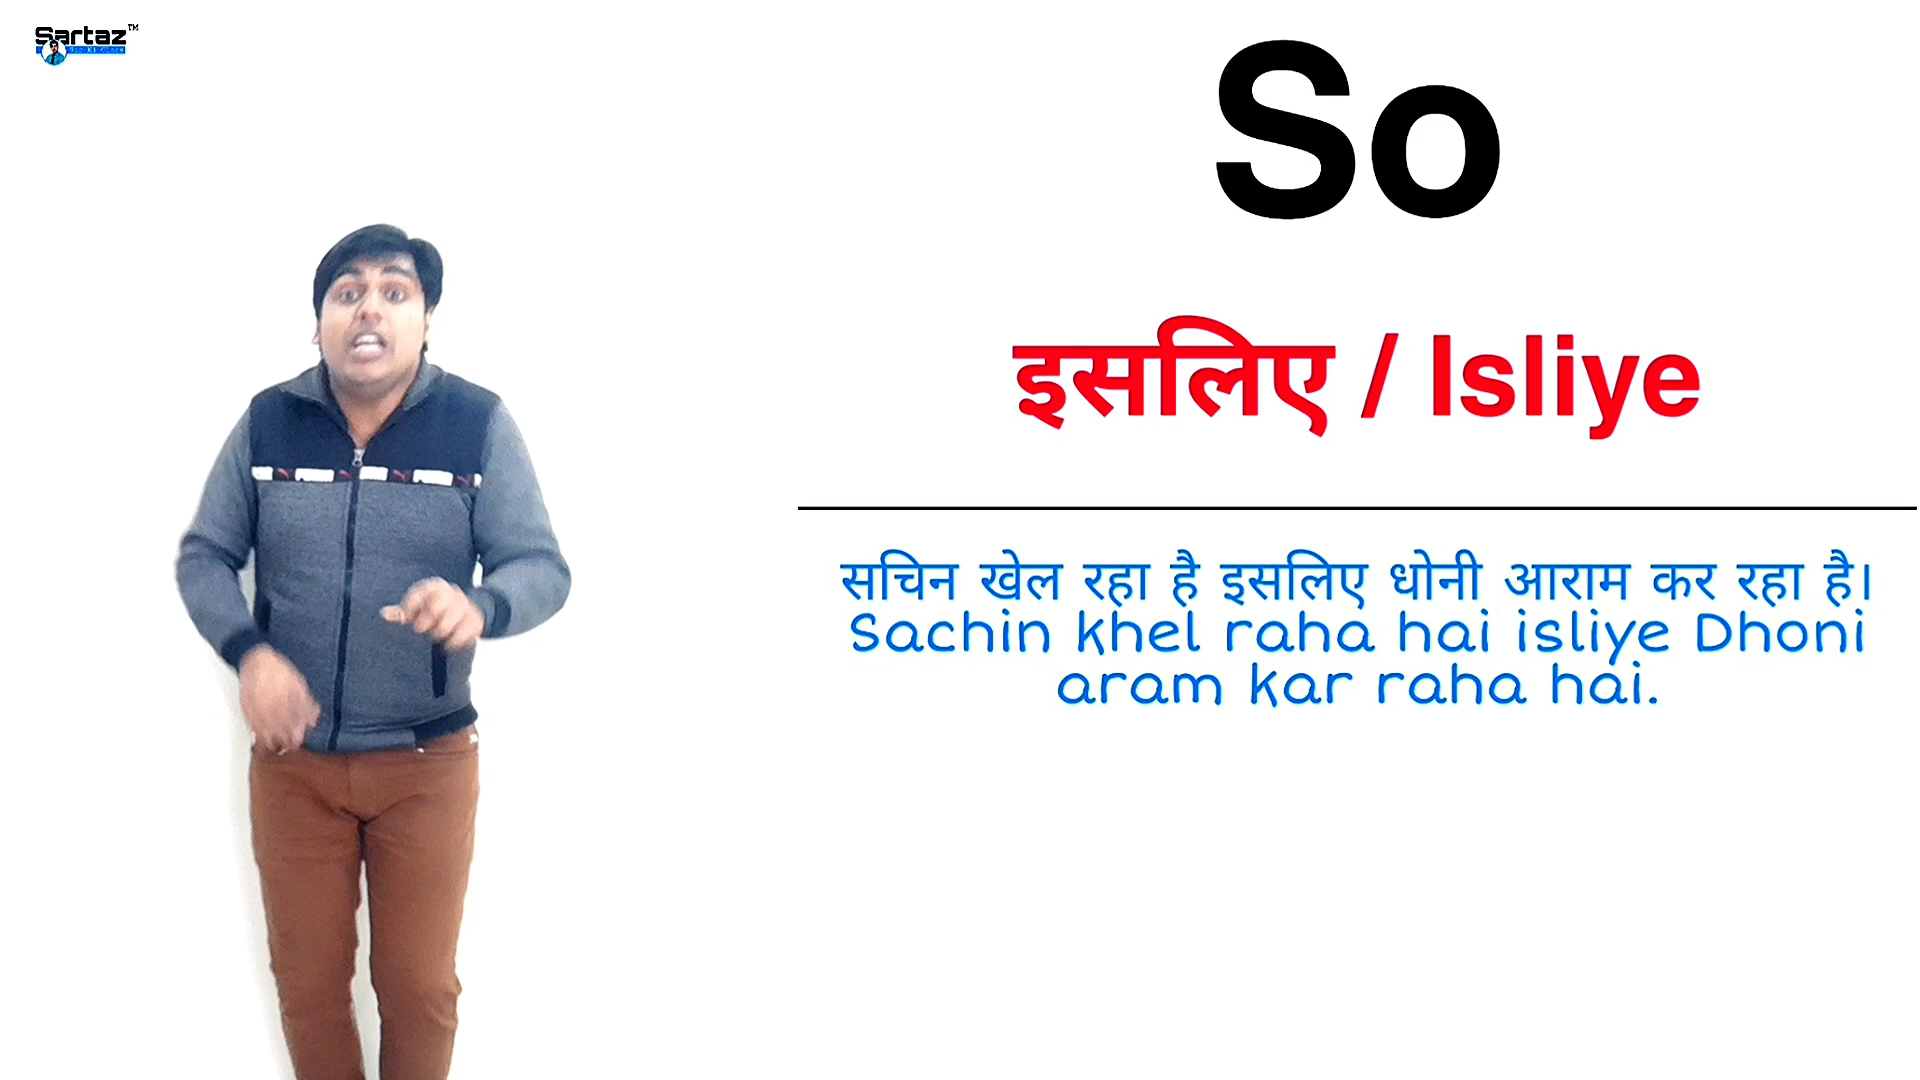 Sartaz™
So
इसलिए / Isliye
सचिन खेल रहा है इसलिए धोनी आराम कर रहा है।
Sachin khel raha hai isliye Dhoni
aram kar raha hai.